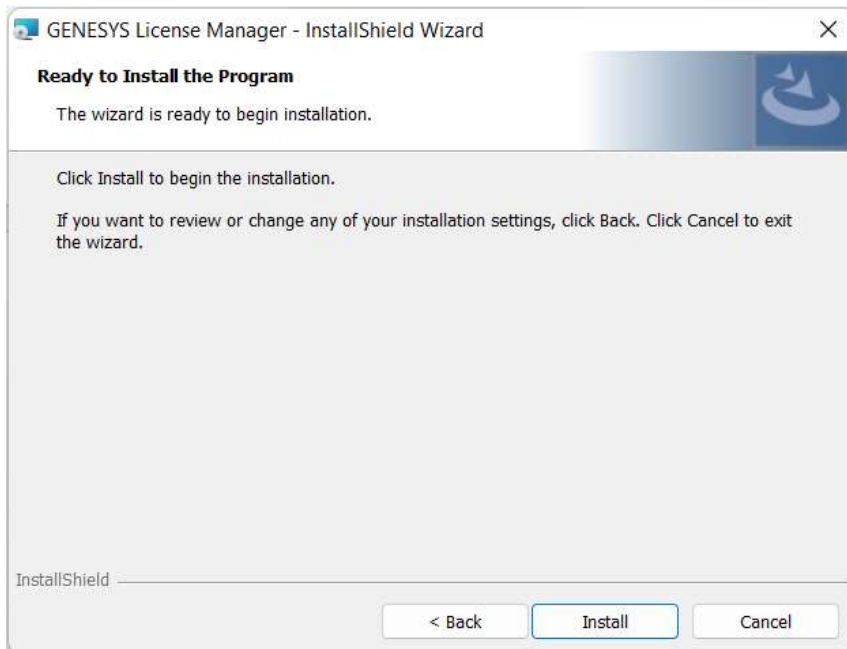 GENESYS License Manager - InstallShield Wizard
Ready to Install the Program
The wizard is ready to begin installation.
Click Install to begin the installation.
If you want to review or change any of your installation settings, click Back. Click Cancel to exit
the wizard.
InstallShield
< Back
Install
Cancel